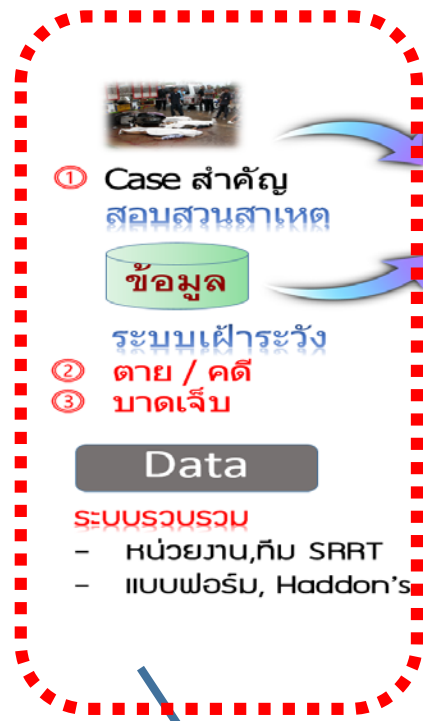 ① Case สำคัญ
สอบสวนสาเหต
ข้อมูล
ระบบเฝ้าระวัง
② ตาย / คดี
③ บาดเจ็บ
Data
ระบบรวบรวม
- หน่วยงาน,ทีม SRRT
- แบบฟอร์ม, Haddon's